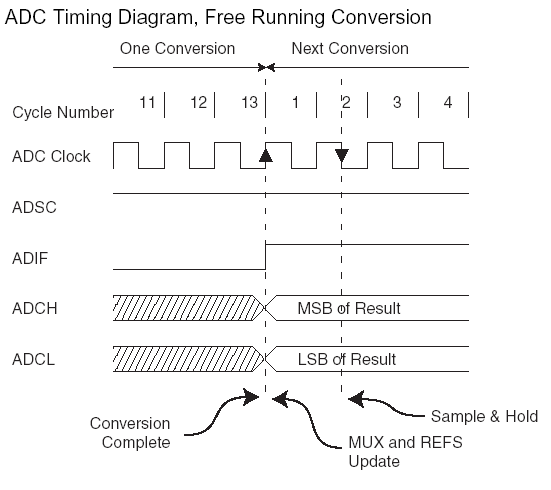 ADC Timing Diagram, Free Running Conversion
One Conversion
Next Conversion
Cycle Number
11
12
13
1
2
3
4
ADC Clock
ADSC
ADIF
ADCH
MSB of Result
ADCL
LSB of Result
Conversion
Complete
MUX and REFS
Update
Sample & Hold